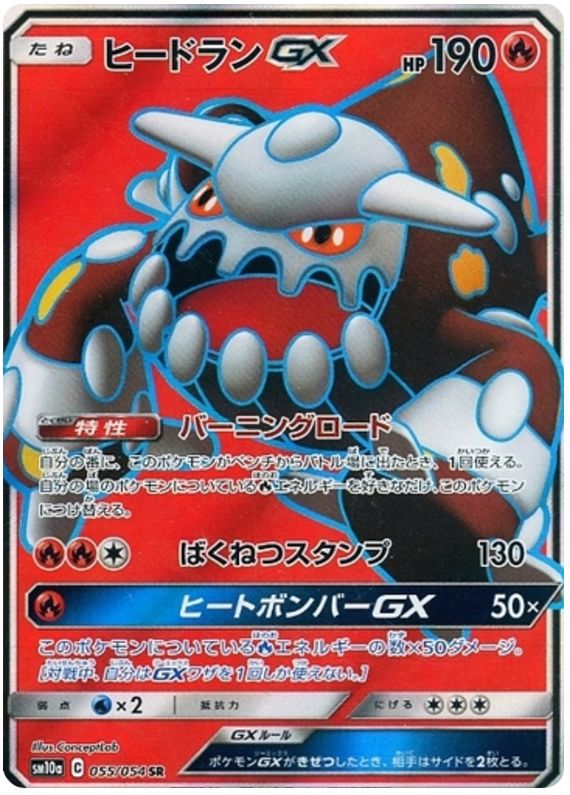 たね ヒードランGX HP190
特性 バーニングロード
自分の番に、このポケモンがベンチからバトル場に出たとき、1回使える。
自分の場のポケモンについている エネルギーを好きなだけ、このポケモン
につけ替える。
ばくねつスタンプ 130
ヒートボンバーGX 50×
このポケモンについている エネルギーの数×50ダメージ。
[対戦中、自分はGXワザを1回しか使えない。]
弱点 ×2 抵抗力 にげる
GXルール
ポケモンGXがきぜつしたとき、相手はサイドを2枚とる。
Illus.ConceptLab
sm10a C 055/054 SR